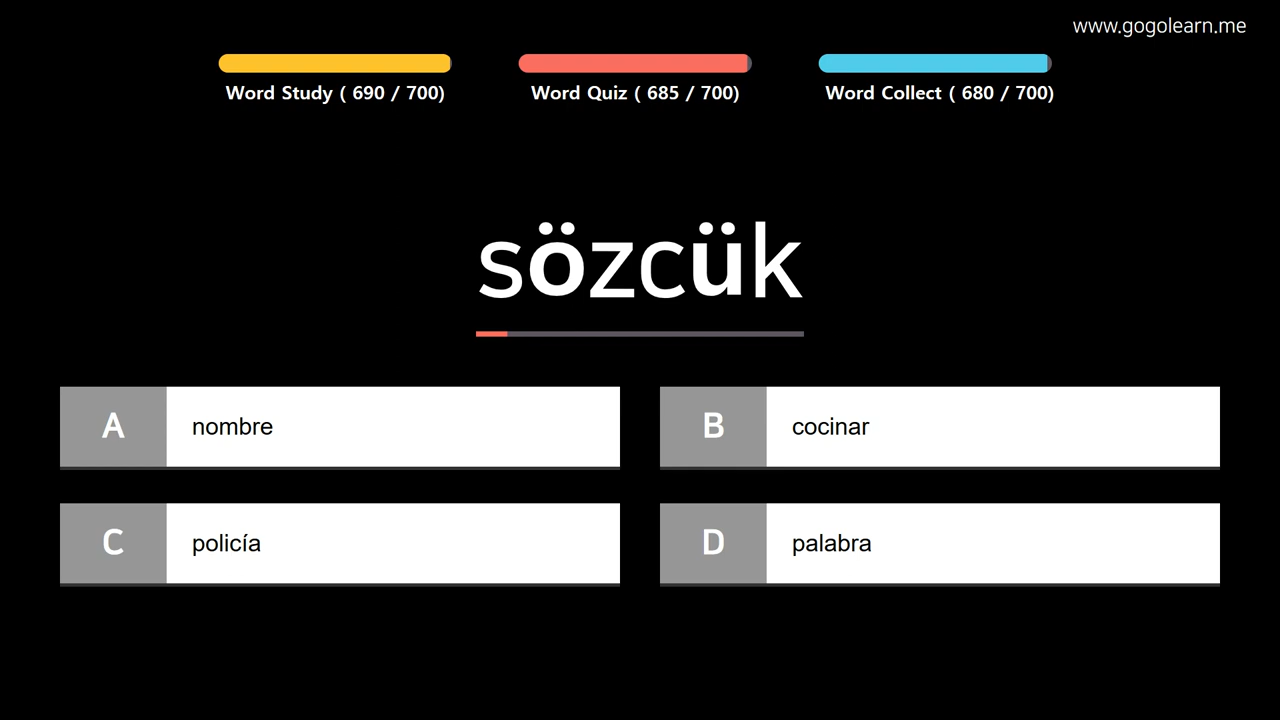 www.gogolearn.me
Word Study ( 690 / 700)
Word Quiz ( 685 / 700)
Word Collect ( 680 / 700)
sözcük
A nombre
B cocinar
C policía
D palabra